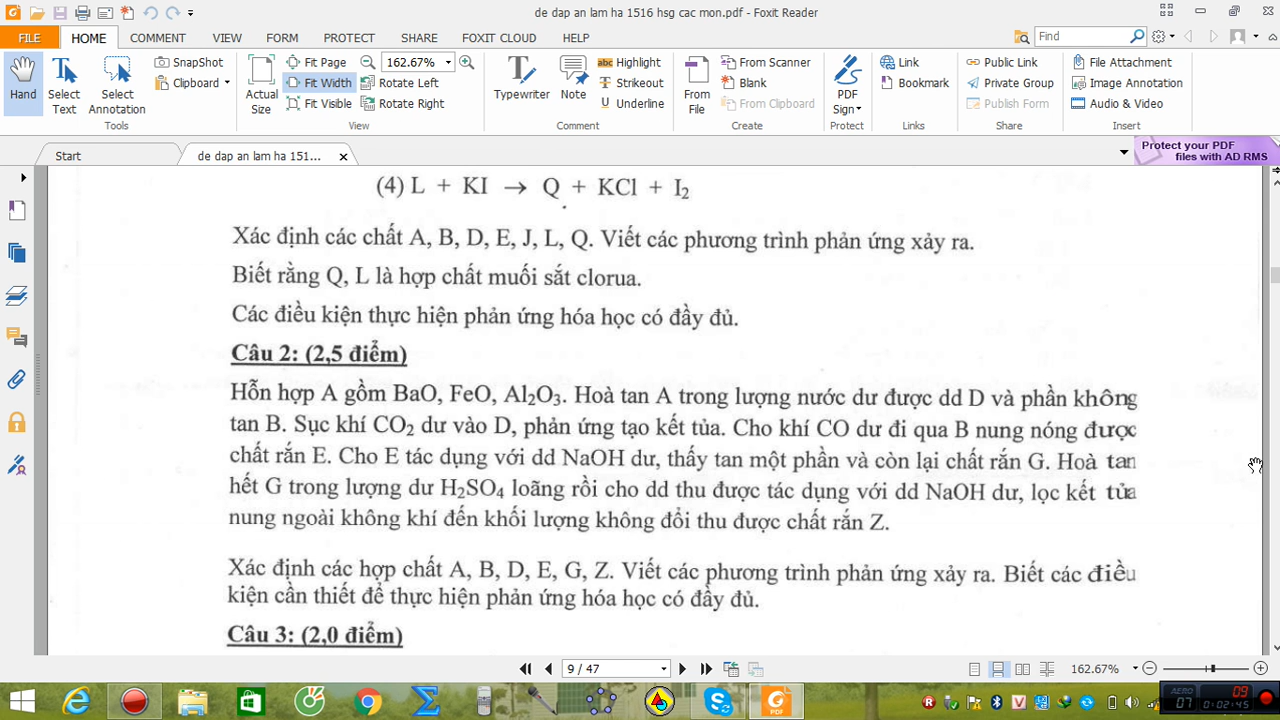 de dap an lam ha 1516 hsg cac mon.pdf - Foxit Reader
FILE HOME COMMENT VIEW FORM PROTECT SHARE FOXIT CLOUD HELP Find
Hand
Select Text
Select Annotation
SnapShot
Clipboard
Tools
Actual Size
Fit Page
Fit Width
Fit Visible
162.67%
Rotate Left
Rotate Right
View
Typewriter
Note
Highlight
Strikeout
Underline
Comment
From File
From Scanner
Blank
From Clipboard
Create
PDF Sign
Protect
Link
Bookmark
Links
Public Link
Private Group
Publish Form
Share
File Attachment
Image Annotation
Audio & Video
Insert
Start
de dap an lam ha 151...
Protect your PDF
files with AD RMS
(4) L + KI → Q + KCl + I₂
Xác định các chất A, B, D, E, J, L, Q. Viết các phương trình phản ứng xảy ra.
Biết rằng Q, L là hợp chất muối sắt clorua.
Các điều kiện thực hiện phản ứng hóa học có đầy đủ.
Câu 2: (2,5 điểm)
Hỗn hợp A gồm BaO, FeO, Al₂O₃. Hoà tan A trong lượng nước dư được dd D và phần không
tan B. Sục khí CO₂ dư vào D, phản ứng tạo kết tủa. Cho khí CO dư đi qua B nung nóng được
chất rắn E. Cho E tác dụng với dd NaOH dư, thấy tan một phần và còn lại chất rắn G. Hoà tan
hết G trong lượng dư H₂SO₄ loãng rồi cho dd thu được tác dụng với dd NaOH dư, lọc kết tủa
nung ngoài không khí đến khối lượng không đổi thu được chất rắn Z.
Xác định các hợp chất A, B, D, E, G, Z. Viết các phương trình phản ứng xảy ra. Biết các điều
kiện cần thiết để thực hiện phản ứng hóa học có đầy đủ.
Câu 3: (2,0 điểm)
9 / 47
162.67%
AERO
07
09
0:02:45